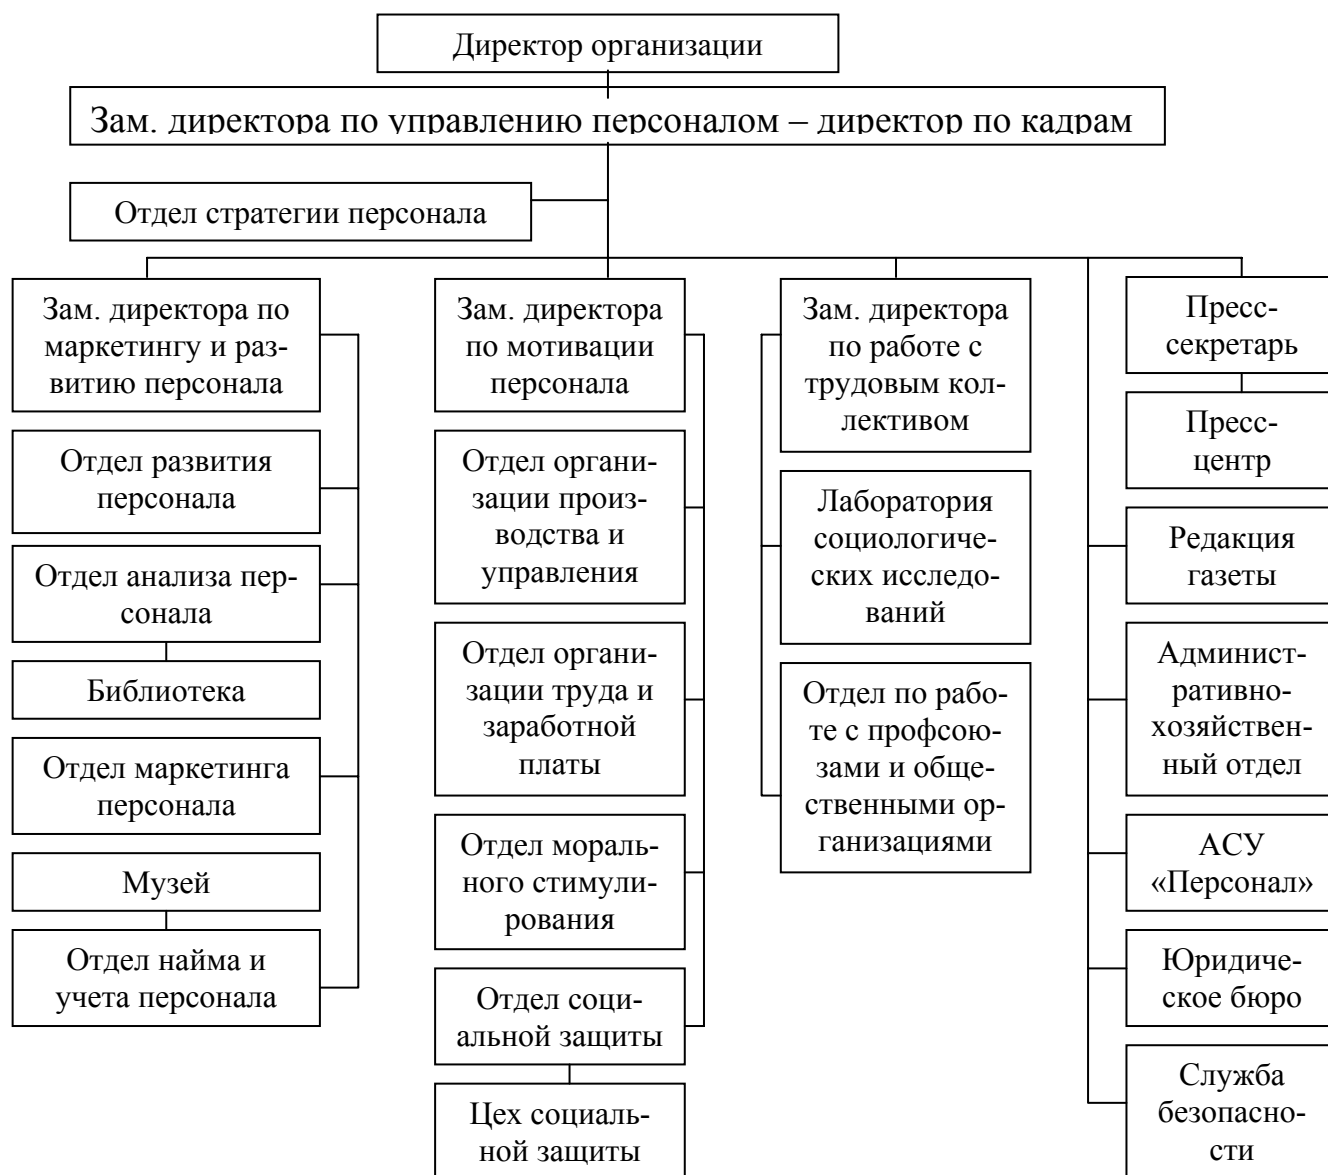 Директор организации
Зам. директора по управлению персоналом – директор по кадрам
Отдел стратегии персонала
Зам. директора по
маркетингу и раз-
витию персонала
Отдел развития
персонала
Отдел анализа пер-
сонала
Библиотека
Отдел маркетинга
персонала
Музей
Отдел найма и
учета персонала
Зам. директора
по мотивации
персонала
Отдел органи-
зации произ-
водства и
управления
Отдел органи-
зации труда и
заработной
платы
Отдел мораль-
ного стимули-
рования
Отдел соци-
альной защиты
Цех социаль-
ной защиты
Зам. директора
по работе с
трудовым кол-
лективом
Лаборатория
социологиче-
ских исследо-
ваний
Отдел по рабо-
те с профсою-
зами и обще-
ственными ор-
ганизациями
Пресс-
секретарь
Пресс-
центр
Редакция
газеты
Админист-
ративно-
хозяйствен-
ный отдел
АСУ
«Персонал»
Юридиче-
ское бюро
Служба
безопасно-
сти